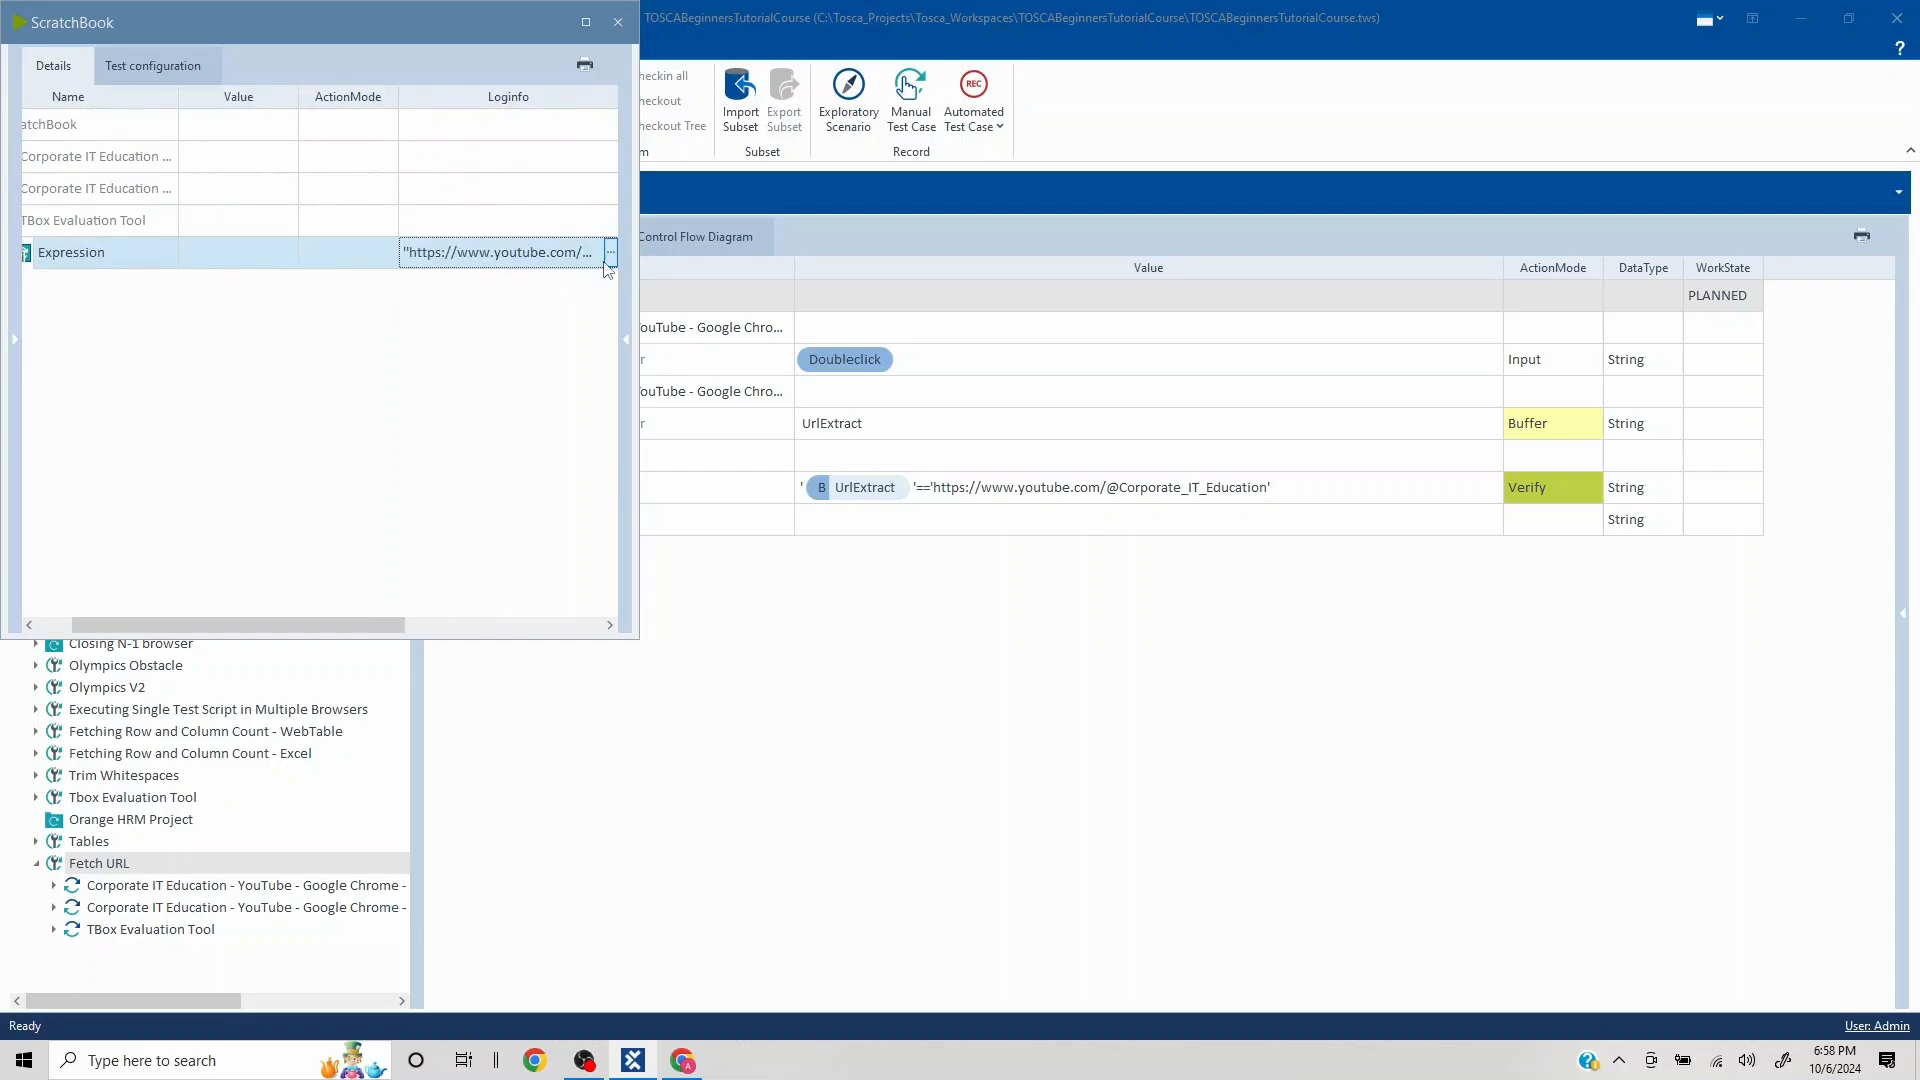 ScratchBook
TOSCABeginnersTutorialCourse (C:\Tosca_Projects\Tosca_Workspaces\TOSCABeginnersTutorialCourse\TOSCABeginnersTutorialCourse.tws)
?
Details
Test configuration
Name
Value
ActionMode
Loginfo
atchBook
Corporate IT Education ...
Corporate IT Education ...
TBox Evaluation Tool
Expression
"https://www.youtube.com/...
...
heckin all
heckout
heckout Tree
m
Import
Subset
Export
Subset
Subset
Exploratory
Scenario
Manual
Test Case
REC
Automated
Test Case
Record
Control Flow Diagram
Value
ActionMode
DataType
WorkState
PLANNED
ouTube - Google Chro...
r
Doubleclick
Input
String
ouTube - Google Chro...
r
UrlExtract
Buffer
String
' B UrlExtract '=='https://www.youtube.com/@Corporate_IT_Education'
Verify
String
String
Closing N-1 browser
Olympics Obstacle
Olympics V2
Executing Single Test Script in Multiple Browsers
Fetching Row and Column Count - WebTable
Fetching Row and Column Count - Excel
Trim Whitespaces
Tbox Evaluation Tool
Orange HRM Project
Tables
Fetch URL
Corporate IT Education - YouTube - Google Chrome -
Corporate IT Education - YouTube - Google Chrome -
TBox Evaluation Tool
Ready
User: Admin
Type here to search
6:58 PM
10/6/2024